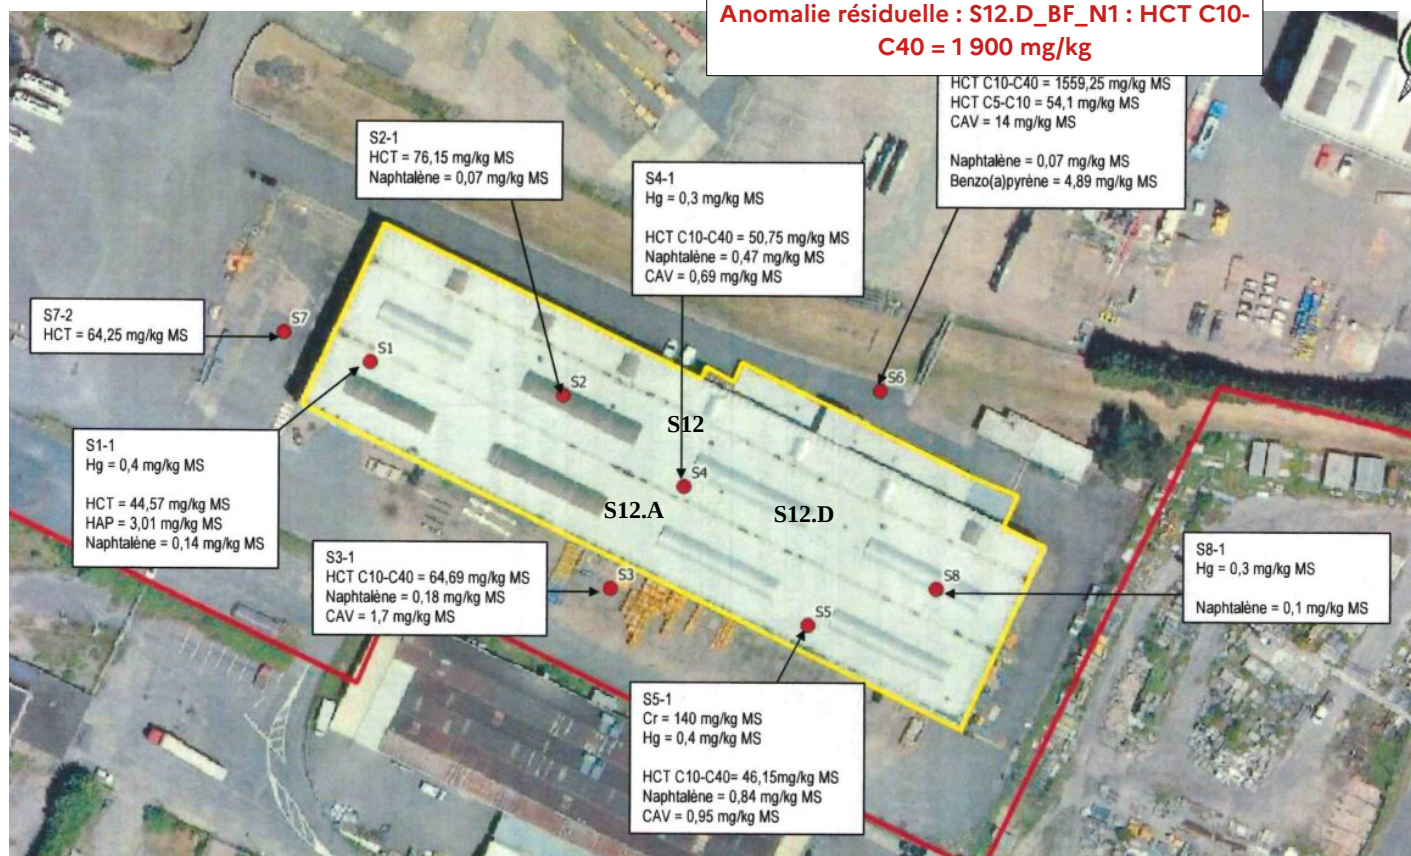 Anomalie résiduelle : S12.D_BF_N1 : HCT C10-
C40 = 1 900 mg/kg
HCT C10-C40 = 1559,25 mg/kg MS
HCT C5-C10 = 54,1 mg/kg MS
CAV = 14 mg/kg MS
Naphtalène = 0,07 mg/kg MS
Benzo(a)pyrène = 4,89 mg/kg MS
S2-1
HCT = 76,15 mg/kg MS
Naphtalène = 0,07 mg/kg MS
S4-1
Hg = 0,3 mg/kg MS
HCT C10-C40 = 50,75 mg/kg MS
Naphtalène = 0,47 mg/kg MS
CAV = 0,69 mg/kg MS
S7-2
HCT = 64,25 mg/kg MS
S7
S1
S2
S6
S12
S4
S12.A
S12.D
S1-1
Hg = 0,4 mg/kg MS
HCT = 44,57 mg/kg MS
HAP = 3,01 mg/kg MS
Naphtalène = 0,14 mg/kg MS
S3-1
HCT C10-C40 = 64,69 mg/kg MS
Naphtalène = 0,18 mg/kg MS
CAV = 1,7 mg/kg MS
S3
S8
S5
S8-1
Hg = 0,3 mg/kg MS
Naphtalène = 0,1 mg/kg MS
S5-1
Cr = 140 mg/kg MS
Hg = 0,4 mg/kg MS
HCT C10-C40= 46,15mg/kg MS
Naphtalène = 0,84 mg/kg MS
CAV = 0,95 mg/kg MS